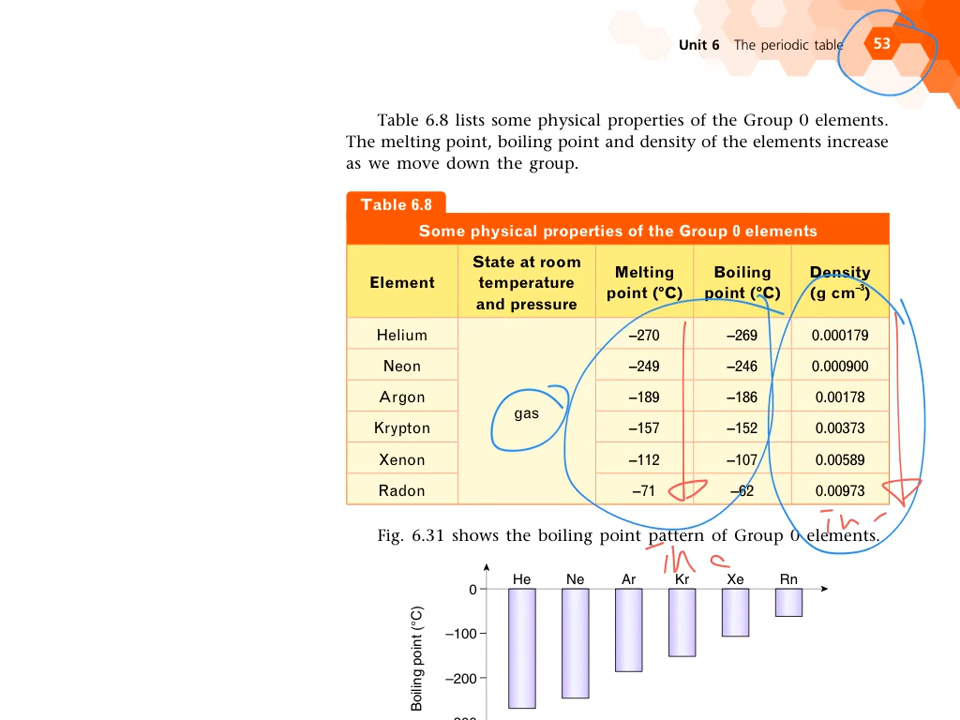 Unit 6 The periodic table 53
Table 6.8 lists some physical properties of the Group 0 elements.
The melting point, boiling point and density of the elements increase
as we move down the group.
Table 6.8
Some physical properties of the Group 0 elements
Element State at room temperature and pressure Melting point (°C) Boiling point (°C) Density (g cm⁻³)
Helium –270 –269 0.000179
Neon –249 –246 0.000900
Argon –189 –186 0.00178
gas
Krypton –157 –152 0.00373
Xenon –112 –107 0.00589
Radon –71 –62 0.00973
in
Fig. 6.31 shows the boiling point pattern of Group 0 elements.
in c
He Ne Ar Kr Xe Rn
0
–100
–200
Boiling point (°C)